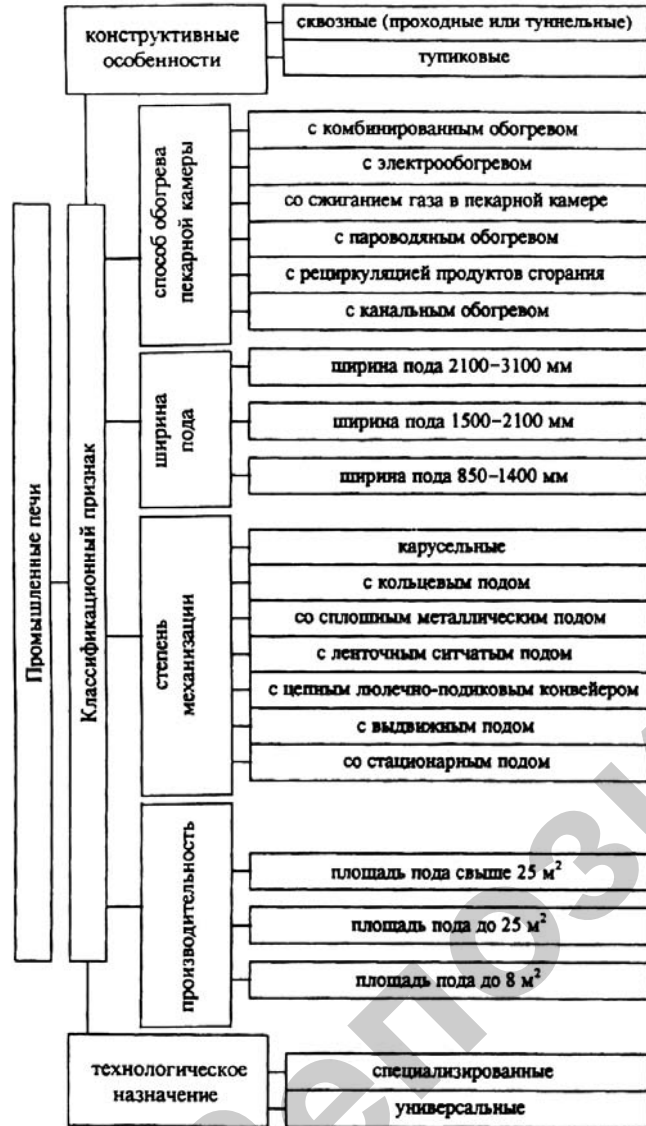 конструктивные
особенности
сквозные (проходные или туннельные)
тупиковые
способ обогрева
пекарной камеры
с комбинированным обогревом
с электрообогревом
со сжиганием газа в пекарной камере
с пароводяным обогревом
с рециркуляцией продуктов сгорания
с канальным обогревом
ширина
пода
ширина пода 2100–3100 мм
ширина пода 1500–2100 мм
ширина пода 850–1400 мм
Промышленные печи
Классификационный признак
степень
механизации
карусельные
с кольцевым подом
со сплошным металлическим подом
с ленточным ситчатым подом
с цепным люлечно-подиковым конвейером
с выдвижным подом
со стационарным подом
производительность
площадь пода свыше 25 м²
площадь пода до 25 м²
площадь пода до 8 м²
технологическое
назначение
специализированные
универсальные